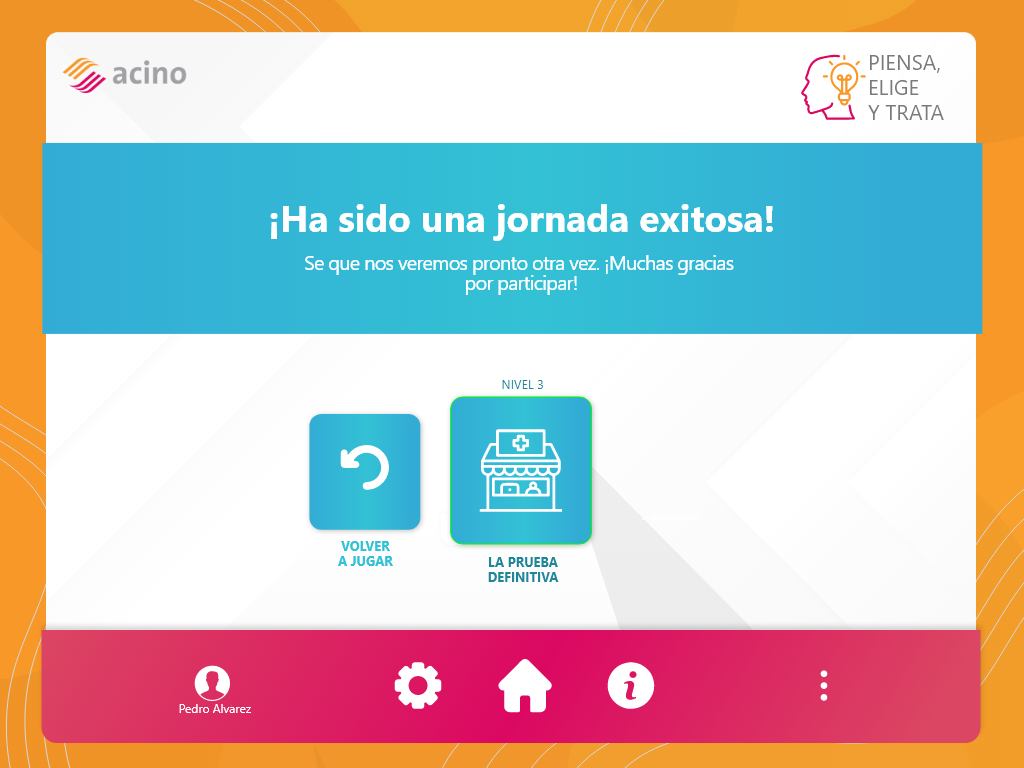 acino
PIENSA,
ELIGE
Y TRATA
¡Ha sido una jornada exitosa!
Se que nos veremos pronto otra vez. ¡Muchas gracias
por participar!
NIVEL 3
VOLVER
A JUGAR
LA PRUEBA
DEFINITIVA
Pedro Alvarez